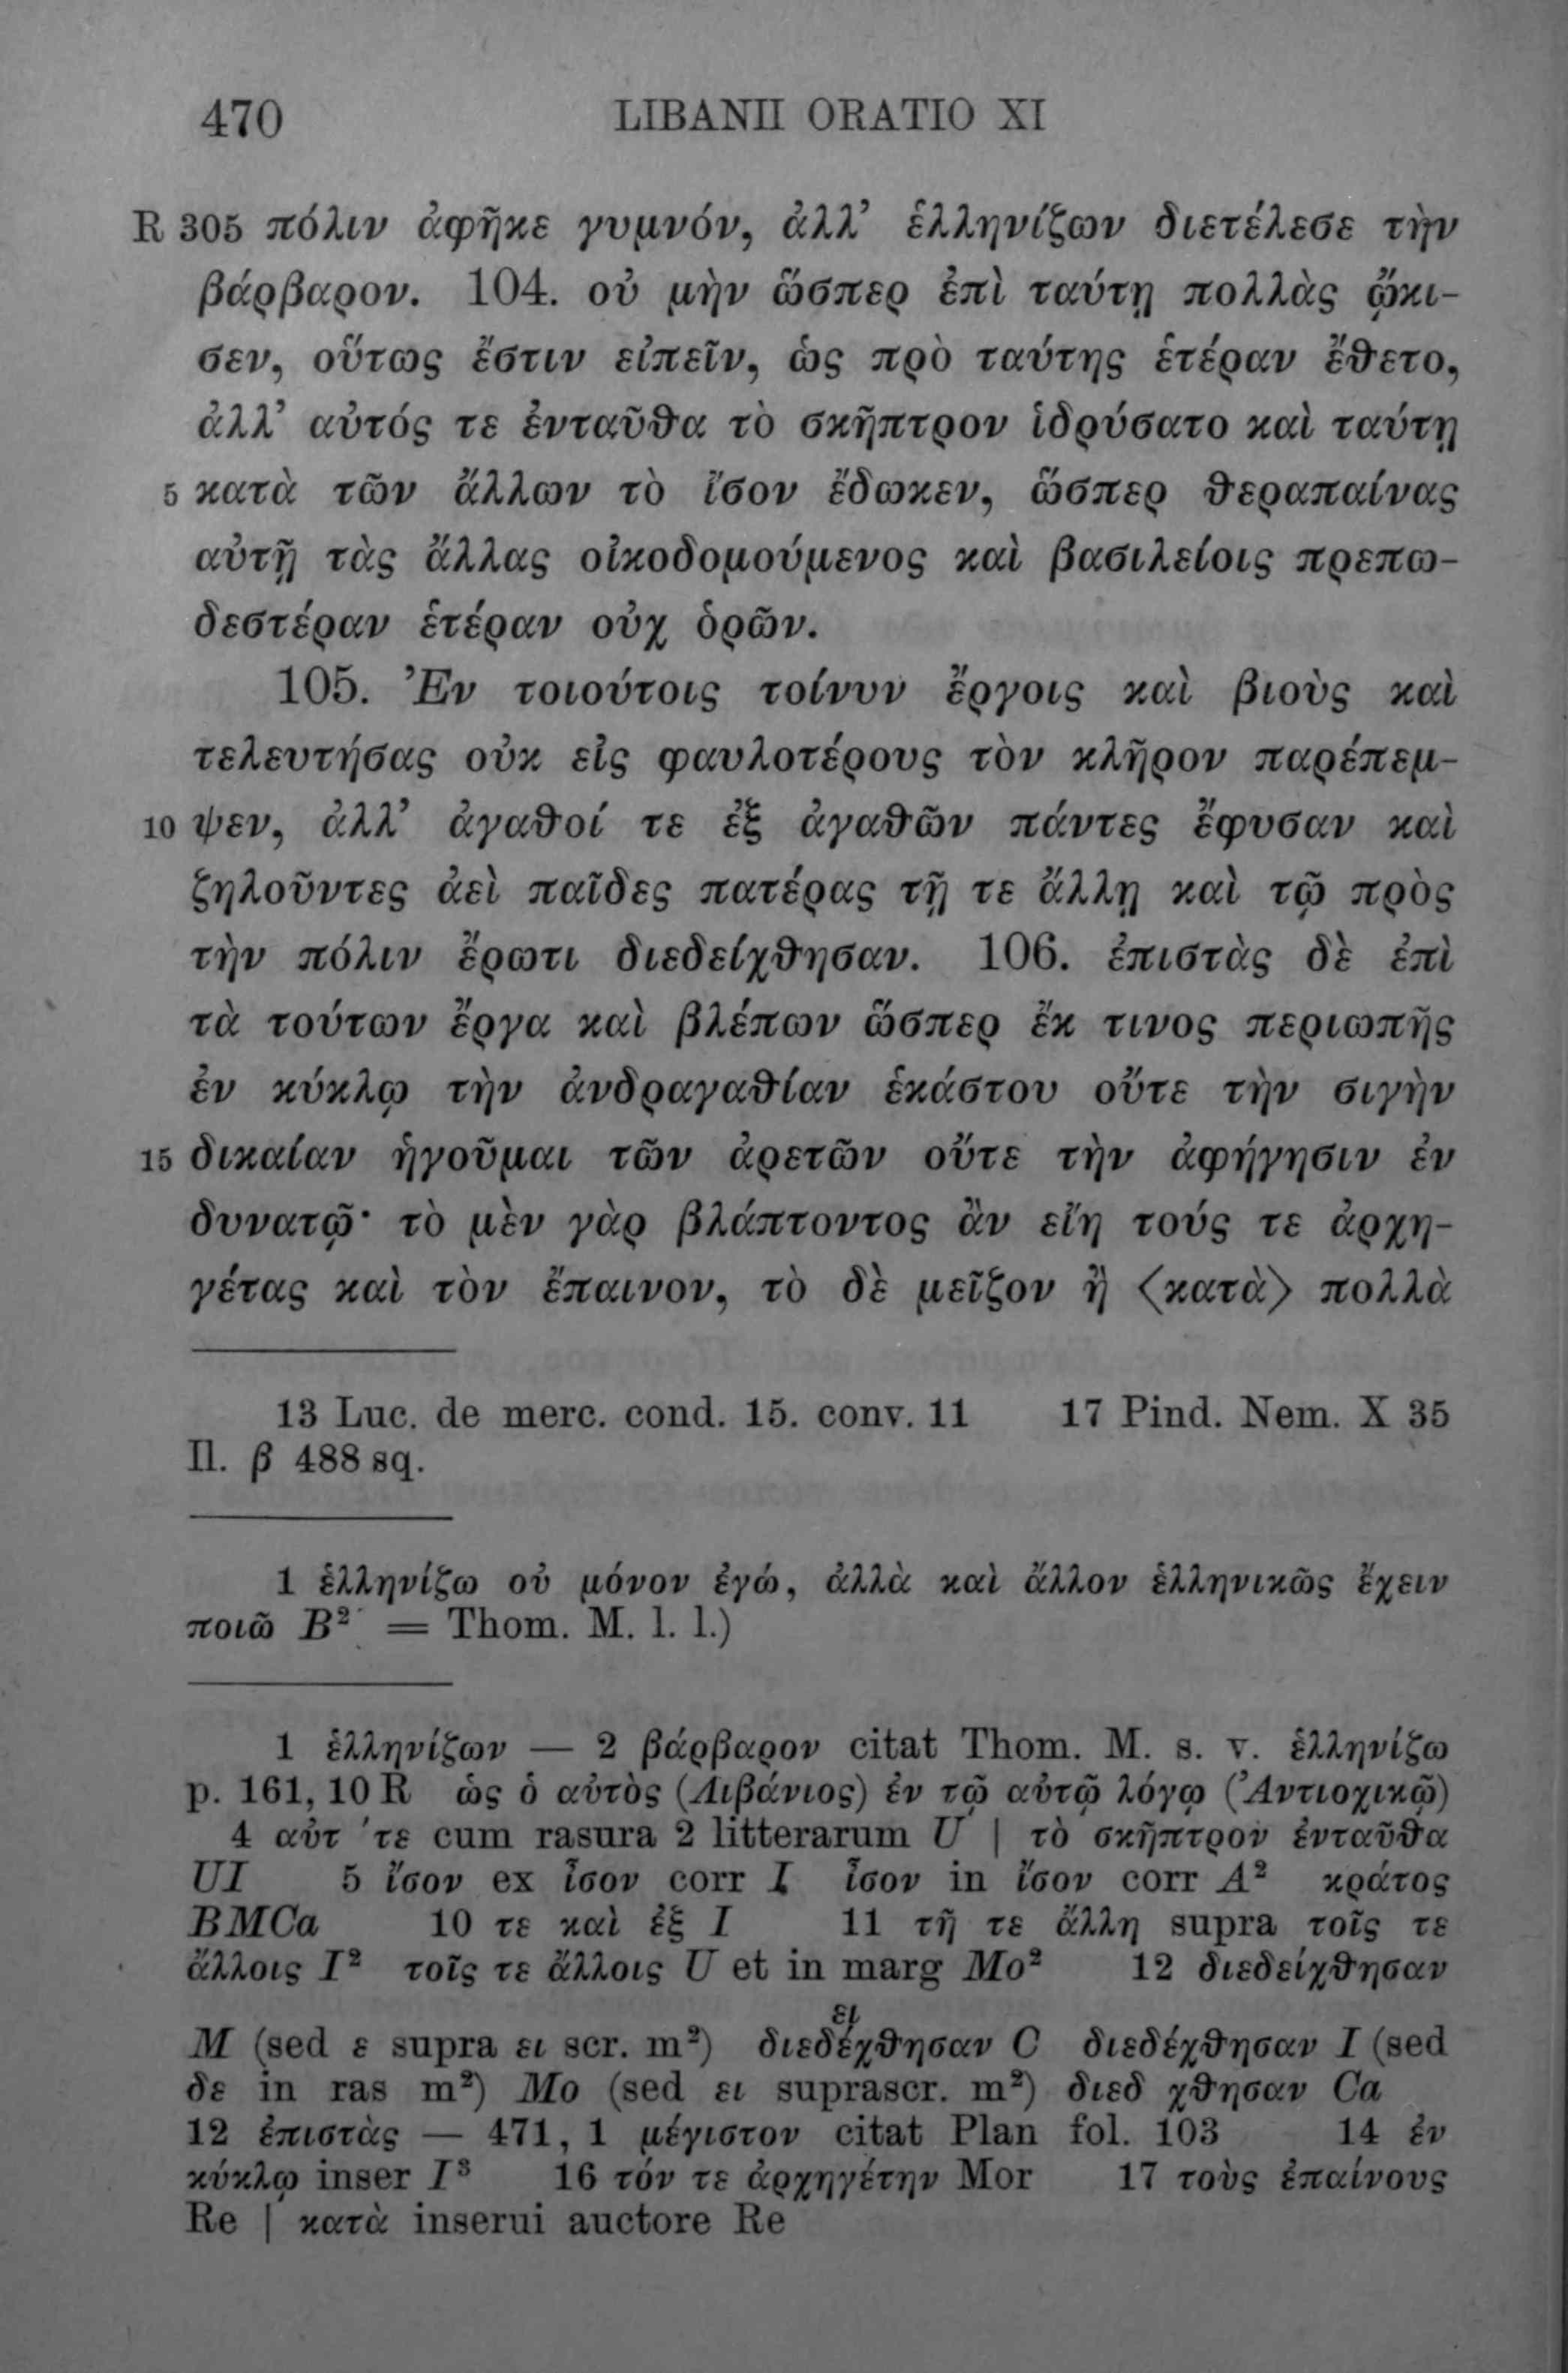 470 LIBANII ORATIO XI
R 305 πόλιν ἀφῆκε γυμνόν, ἀλλ’ ἑλληνίζων διετέλεσε τὴν
βάρβαρον. 104. οὐ μὴν ὥσπερ ἐπὶ ταύτῃ πολλὰς ᾤκι-
σεν, οὕτως ἔστιν εἰπεῖν, ὡς πρὸ ταύτης ἑτέραν ἔθετο,
ἀλλ’ αὐτός τε ἐνταῦθα τὸ σκῆπτρον ἱδρύσατο καὶ ταύτῃ
5 κατὰ τῶν ἄλλων τὸ ἴσον ἔδωκεν, ὥσπερ θεραπαίνας
αὐτῇ τὰς ἄλλας οἰκοδομούμενος καὶ βασιλείοις πρεπω-
δεστέραν ἑτέραν οὐχ ὁρῶν.
105. Ἐν τοιούτοις τοίνυν ἔργοις καὶ βιοὺς καὶ
τελευτήσας οὐκ εἰς φαυλοτέρους τὸν κλῆρον παρέπεμ-
10 ψεν, ἀλλ’ ἀγαθοί τε ἐξ ἀγαθῶν πάντες ἔφυσαν καὶ
ζηλοῦντες ἀεὶ παῖδες πατέρας τῇ τε ἄλλῃ καὶ τῷ πρὸς
τὴν πόλιν ἔρωτι διεδείχθησαν. 106. ἐπιστὰς δὲ ἐπὶ
τὰ τούτων ἔργα καὶ βλέπων ὥσπερ ἔκ τινος περιωπῆς
ἐν κύκλῳ τὴν ἀνδραγαθίαν ἑκάστου οὔτε τὴν σιγὴν
15 δικαίαν ἡγοῦμαι τῶν ἀρετῶν οὔτε τὴν ἀφήγησιν ἐν
δυνατῷ· τὸ μὲν γὰρ βλάπτοντος ἂν εἴη τούς τε ἀρχη-
γέτας καὶ τὸν ἔπαινον, τὸ δὲ μεῖζον ἢ ⟨κατὰ⟩ πολλὰ
13 Luc. de merc. cond. 15. conv. 11 17 Pind. Nem. X 35
Il. β 488 sq.
1 ἑλληνίζω οὐ μόνον ἐγώ, ἀλλὰ καὶ ἄλλον ἑλληνικῶς ἔχειν
ποιῶ B² = Thom. M. l. l.)
1 ἑλληνίζων — 2 βάρβαρον citat Thom. M. s. v. ἑλληνίζω
p. 161, 10 R ὡς ὁ αὐτὸς (Λιβάνιος) ἐν τῷ αὐτῷ λόγῳ (Ἀντιοχικῷ)
4 αὐτ ́τε cum rasura 2 litterarum U | τὸ σκῆπτρον ἐνταῦθα
UI 5 ἴσον ex ἶσον corr I ἶσον in ἴσον corr A² κράτος
BMCa 10 τε καὶ ἐξ I 11 τῇ τε ἄλλῃ supra τοῖς τε
ἄλλοις I² τοῖς τε ἄλλοις U et in marg Mo² 12 διεδείχθησαν
ει
M (sed ε supra ει scr. m²) διεδέχθησαν C διεδέχθησαν I (sed
δε in ras m²) Mo (sed ει suprascr. m²) διεδ χθησαν Ca
12 ἐπιστὰς — 471, 1 μέγιστον citat Plan fol. 103 14 ἐν
κύκλῳ inser I³ 16 τόν τε ἀρχηγέτην Mor 17 τοὺς ἐπαίνους
Re | κατὰ inserui auctore Re